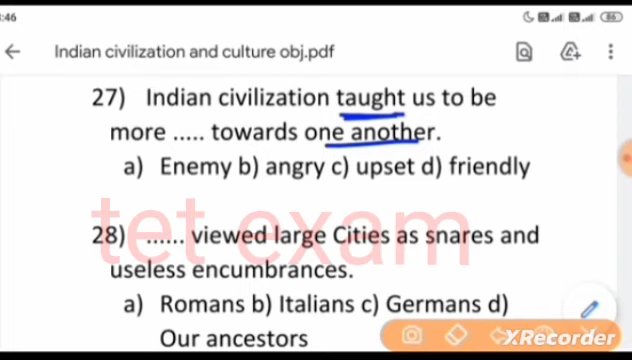 :46
86
Indian civilization and culture obj.pdf
27) Indian civilization taught us to be
more ..... towards one another.
a) Enemy b) angry c) upset d) friendly
tet exam
28) ...... viewed large Cities as snares and
useless encumbrances.
a) Romans b) Italians c) Germans d)
Our ancestors
XRecorder